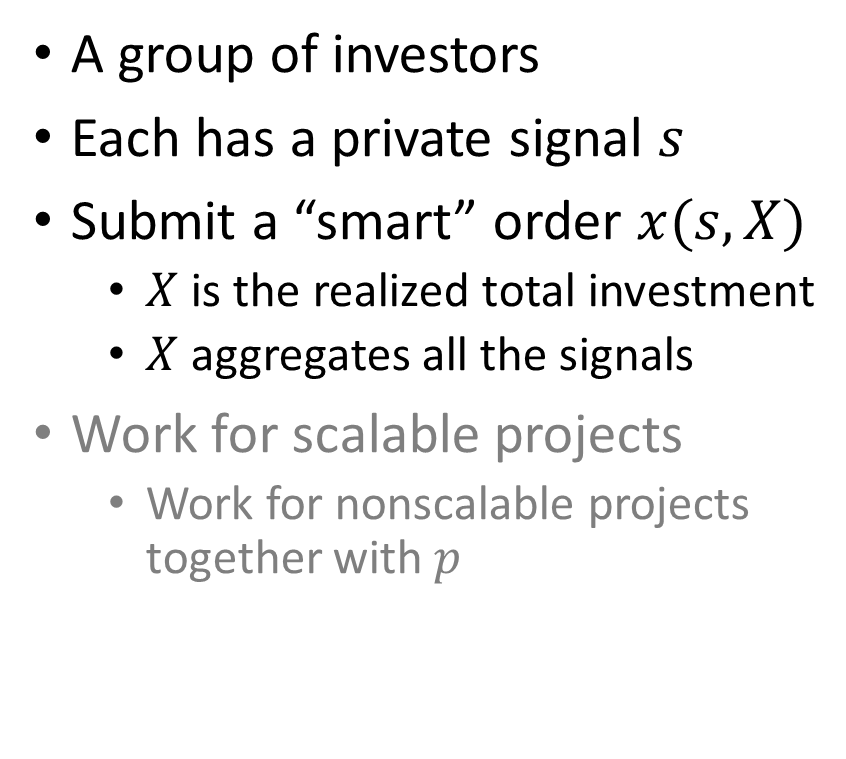 • A group of investors
• Each has a private signal s
• Submit a “smart” order x(s, X)
• X is the realized total investment
• X aggregates all the signals
• Work for scalable projects
• Work for nonscalable projects
together with p